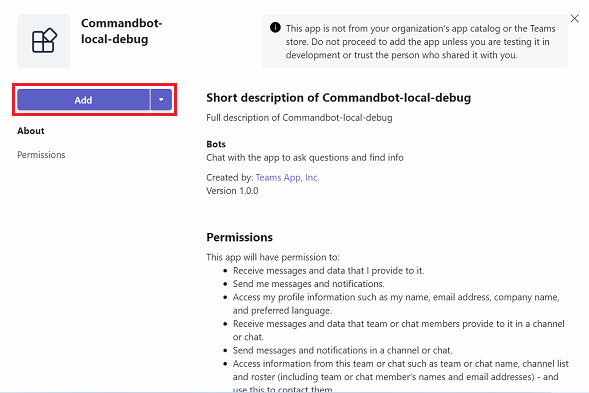 Commandbot-
local-debug
This app is not from your organization's app catalog or the Teams
store. Do not proceed to add the app unless you are testing it in
development or trust the person who shared it with you.
Add
About
Permissions
Short description of Commandbot-local-debug
Full description of Commandbot-local-debug
Bots
Chat with the app to ask questions and find info
Created by: Teams App, Inc.
Version 1.0.0
Permissions
This app will have permission to:
• Receive messages and data that I provide to it.
• Send me messages and notifications.
• Access my profile information such as my name, email address, company name,
and preferred language.
• Receive messages and data that team or chat members provide to it in a channel
or chat.
• Send messages and notifications in a channel or chat.
• Access information from this team or chat such as team or chat name, channel list
and roster (including team or chat member's names and email addresses) - and
use this to contact them.